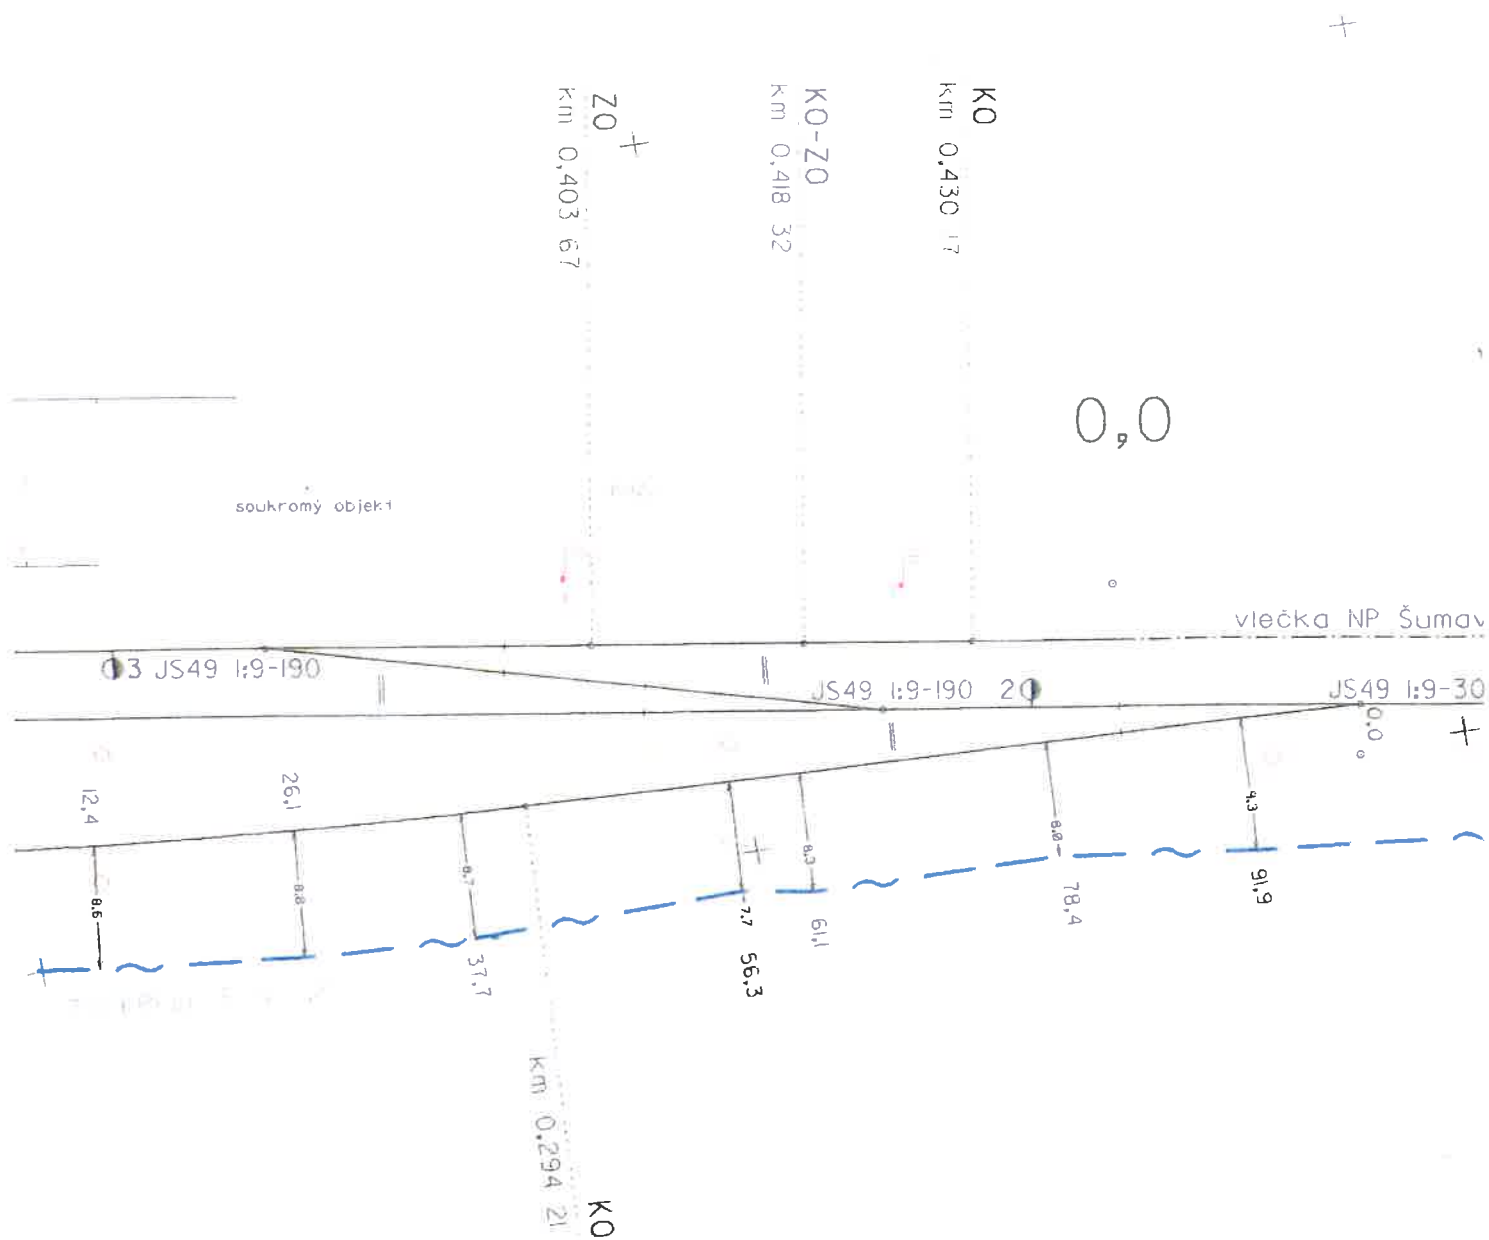 ZO
km 0,403 67
KO-ZO
km 0,418 32
KO
km 0,430 17
0,0
soukromý objekt
vlečka NP Šumav
3 JS49 1:9-190
JS49 1:9-190 2
JS49 1:9-30
0,0
12,4
26,1
8,6
8,8
8,7
7,7
8,3
8,0
9,3
37,7
56,3
61,1
78,4
91,9
km 0,294 21
KO